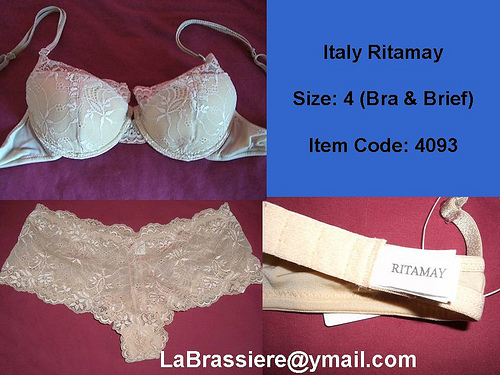 Italy Ritamay
Size: 4 (Bra & Brief)
Item Code: 4093
RITAMAY
LaBrassiere@ymail.com